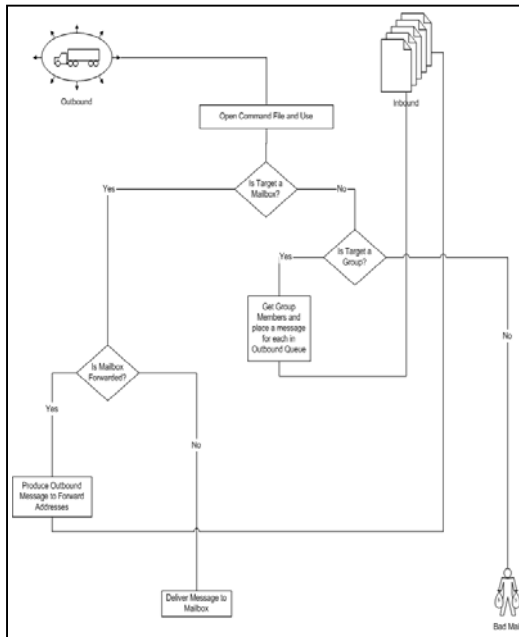 Outbound
Inbound
Open Command File and Use
Is Target a
Mailbox?
Yes
No
Is Target a
Group?
Yes
Get Group
Members and
place a message
for each in
Outbound Queue
No
Is Mailbox
Forwarded?
Yes
No
Produce Outbound
Message to Forward
Addresses
Deliver Message to
Mailbox
Bad Mail